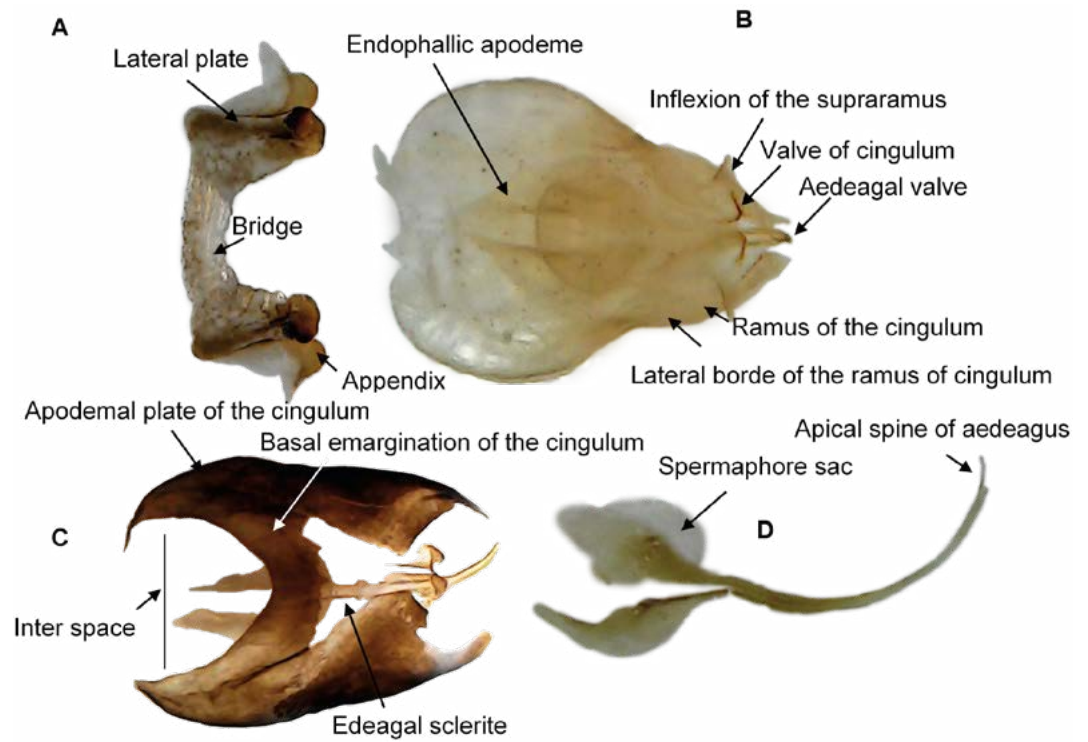 A
B
Lateral plate
Endophallic apodeme
Inflexion of the supraramus
Valve of cingulum
Aedeagal valve
Bridge
Ramus of the cingulum
Appendix
Lateral borde of the ramus of cingulum
Apodemal plate of the cingulum
Basal emargination of the cingulum
Apical spine of aedeagus
Spermaphore sac
C
D
Inter space
Edeagal sclerite